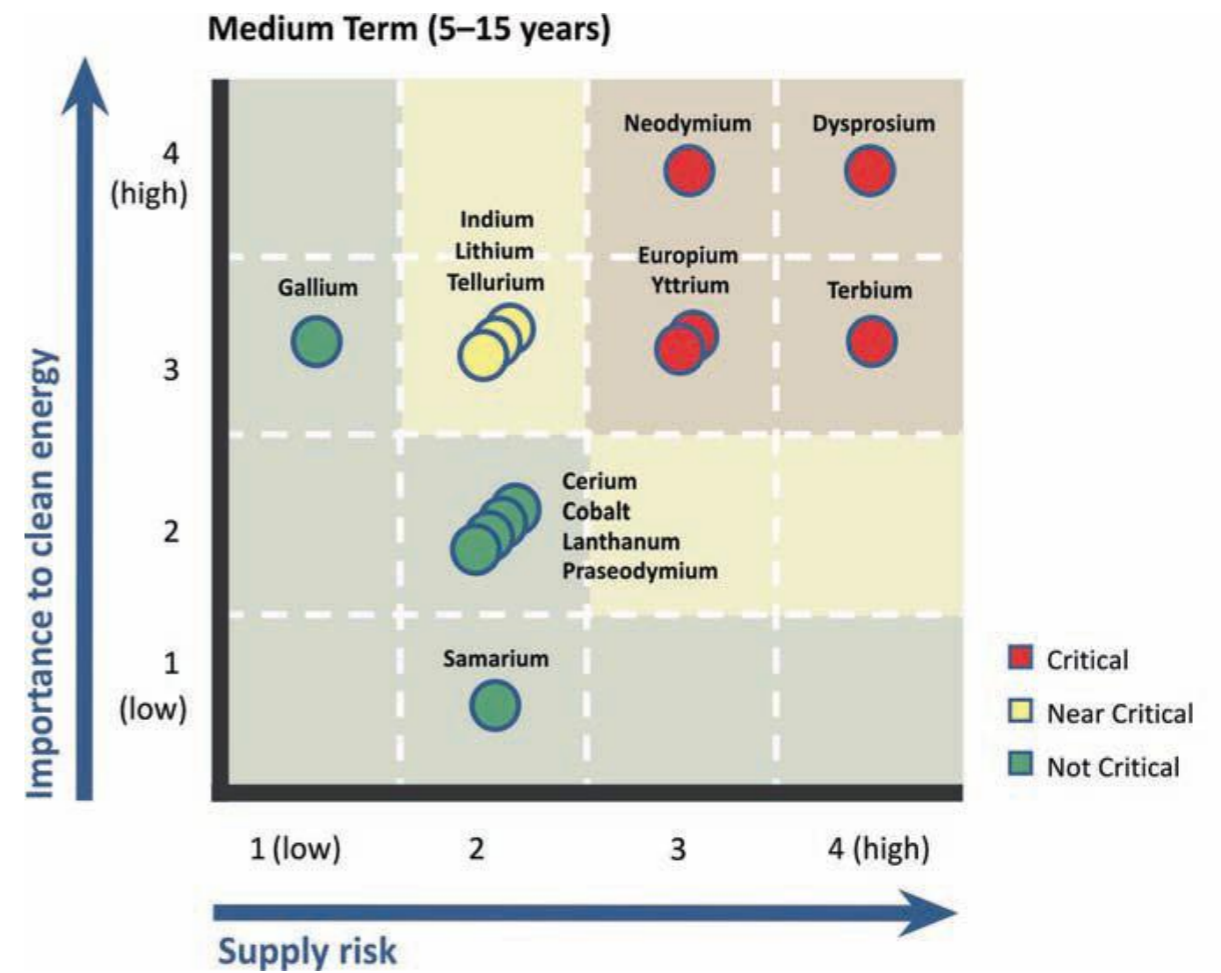 Medium Term (5–15 years)
Importance to clean energy
4
(high)
3
2
1
(low)
Neodymium
Dysprosium
Indium
Lithium
Tellurium
Europium
Yttrium
Gallium
Terbium
Cerium
Cobalt
Lanthanum
Praseodymium
Samarium
Critical
Near Critical
Not Critical
1 (low)
2
3
4 (high)
Supply risk